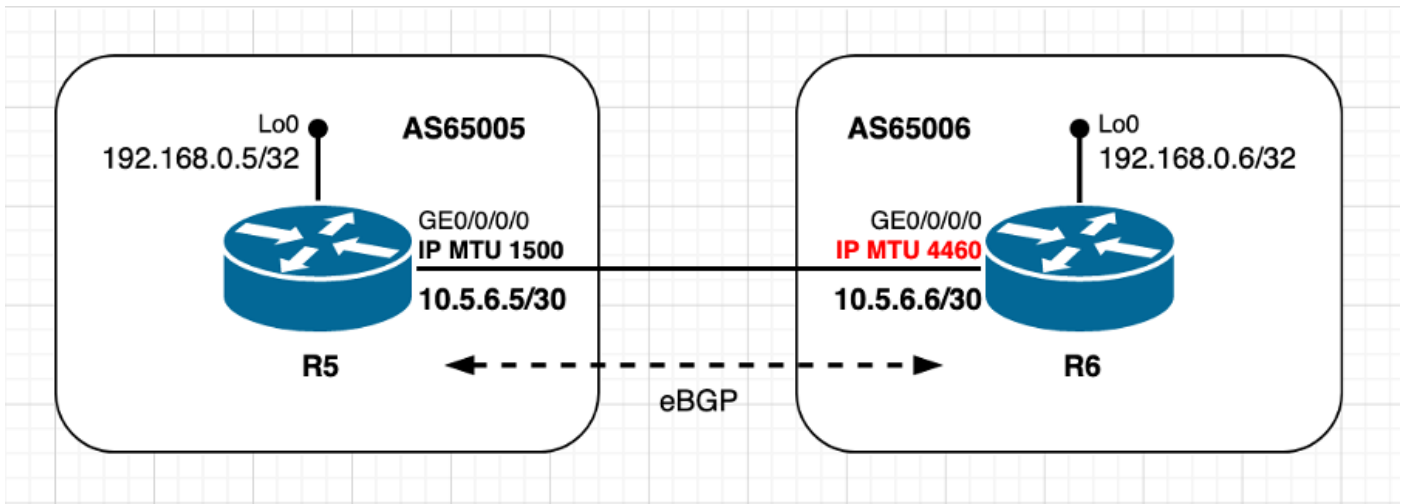 Lo0
192.168.0.5/32
AS65005
GE0/0/0/0
IP MTU 1500
10.5.6.5/30
R5
eBGP
AS65006
Lo0
192.168.0.6/32
GE0/0/0/0
IP MTU 4460
10.5.6.6/30
R6